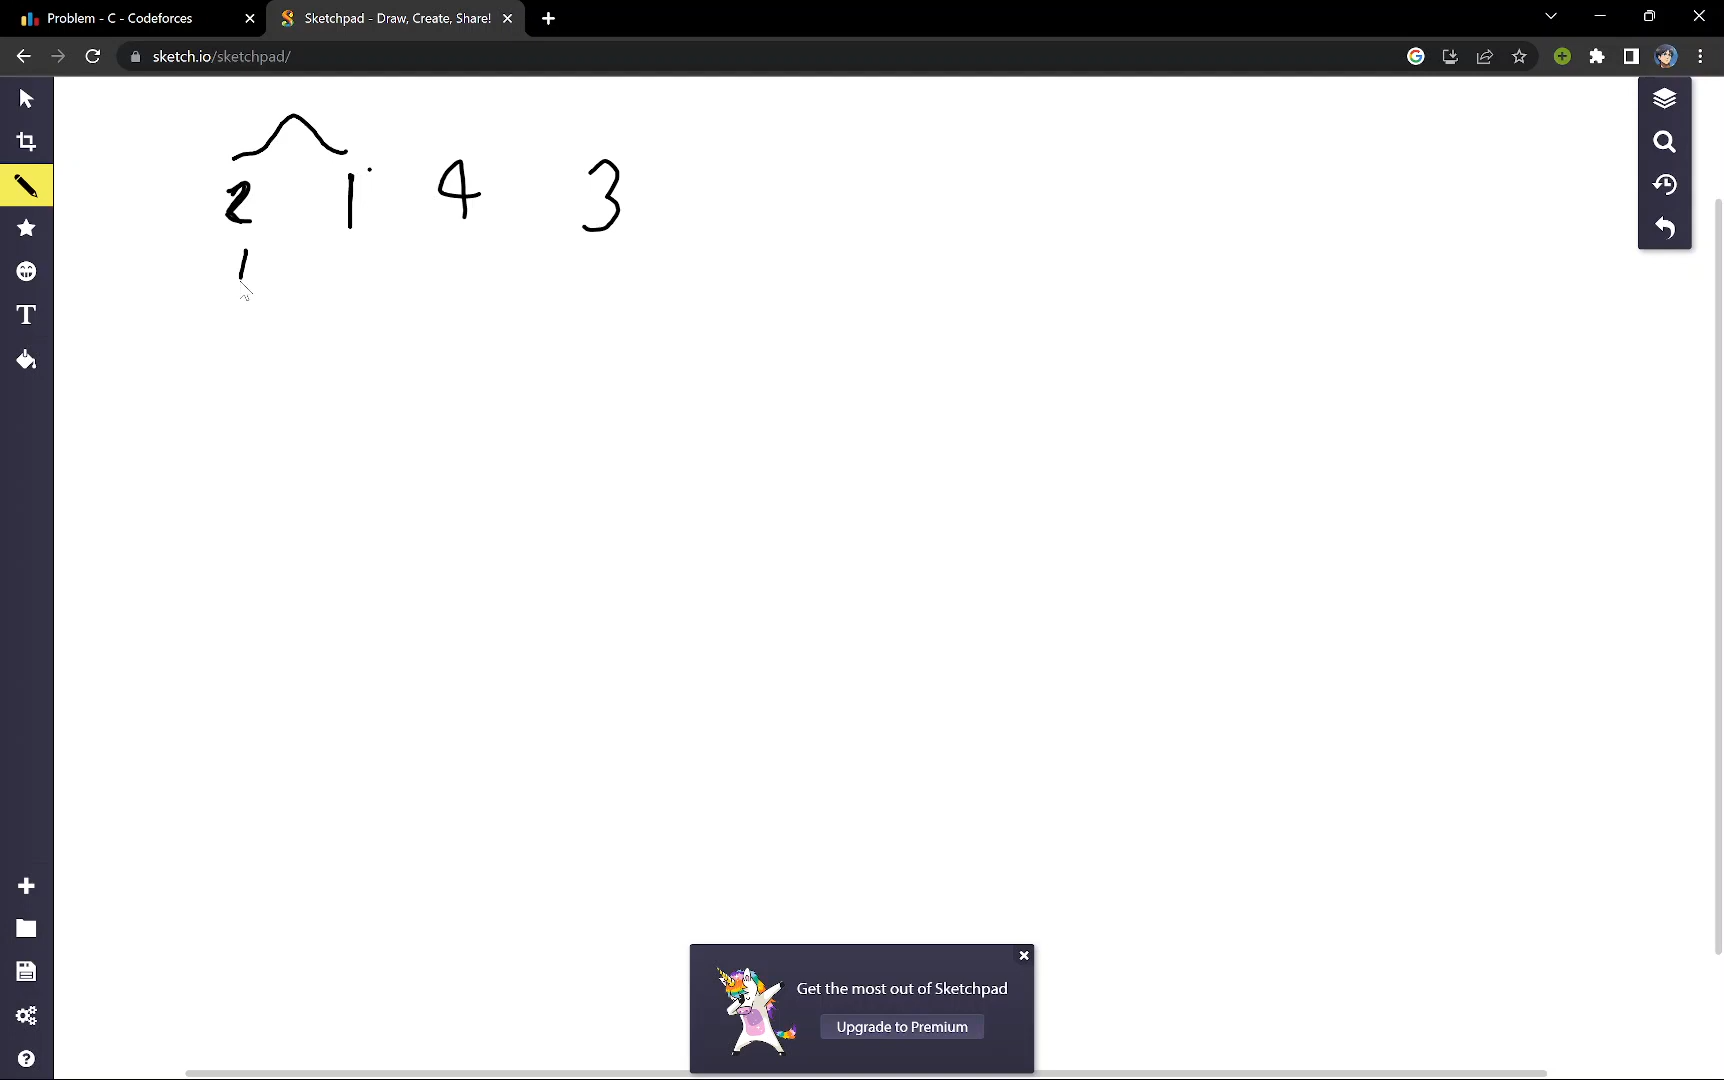 Problem - C - Codeforces
Sketchpad - Draw, Create, Share!
sketch.io/sketchpad/
2 1 4 3
1
T
Get the most out of Sketchpad
Upgrade to Premium